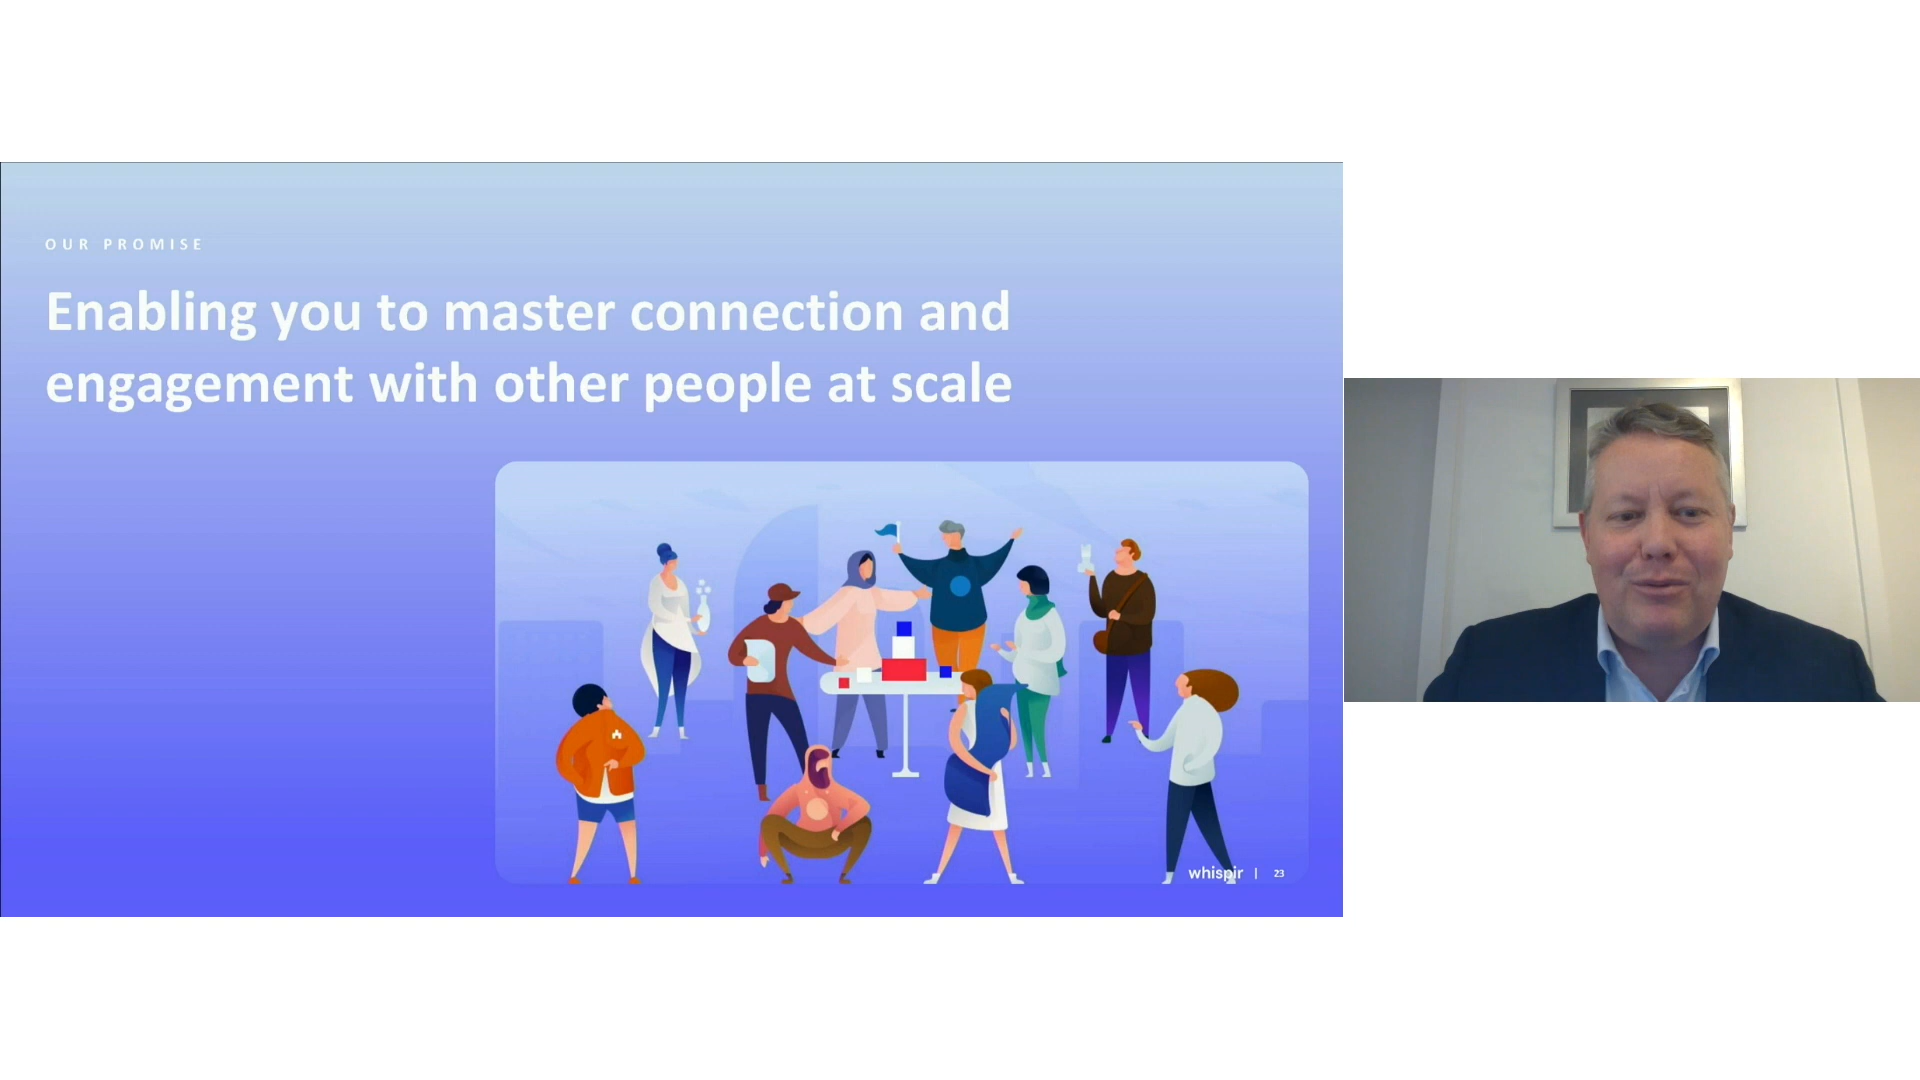 OUR PROMISE
Enabling you to master connection and
engagement with other people at scale
whispir | 23